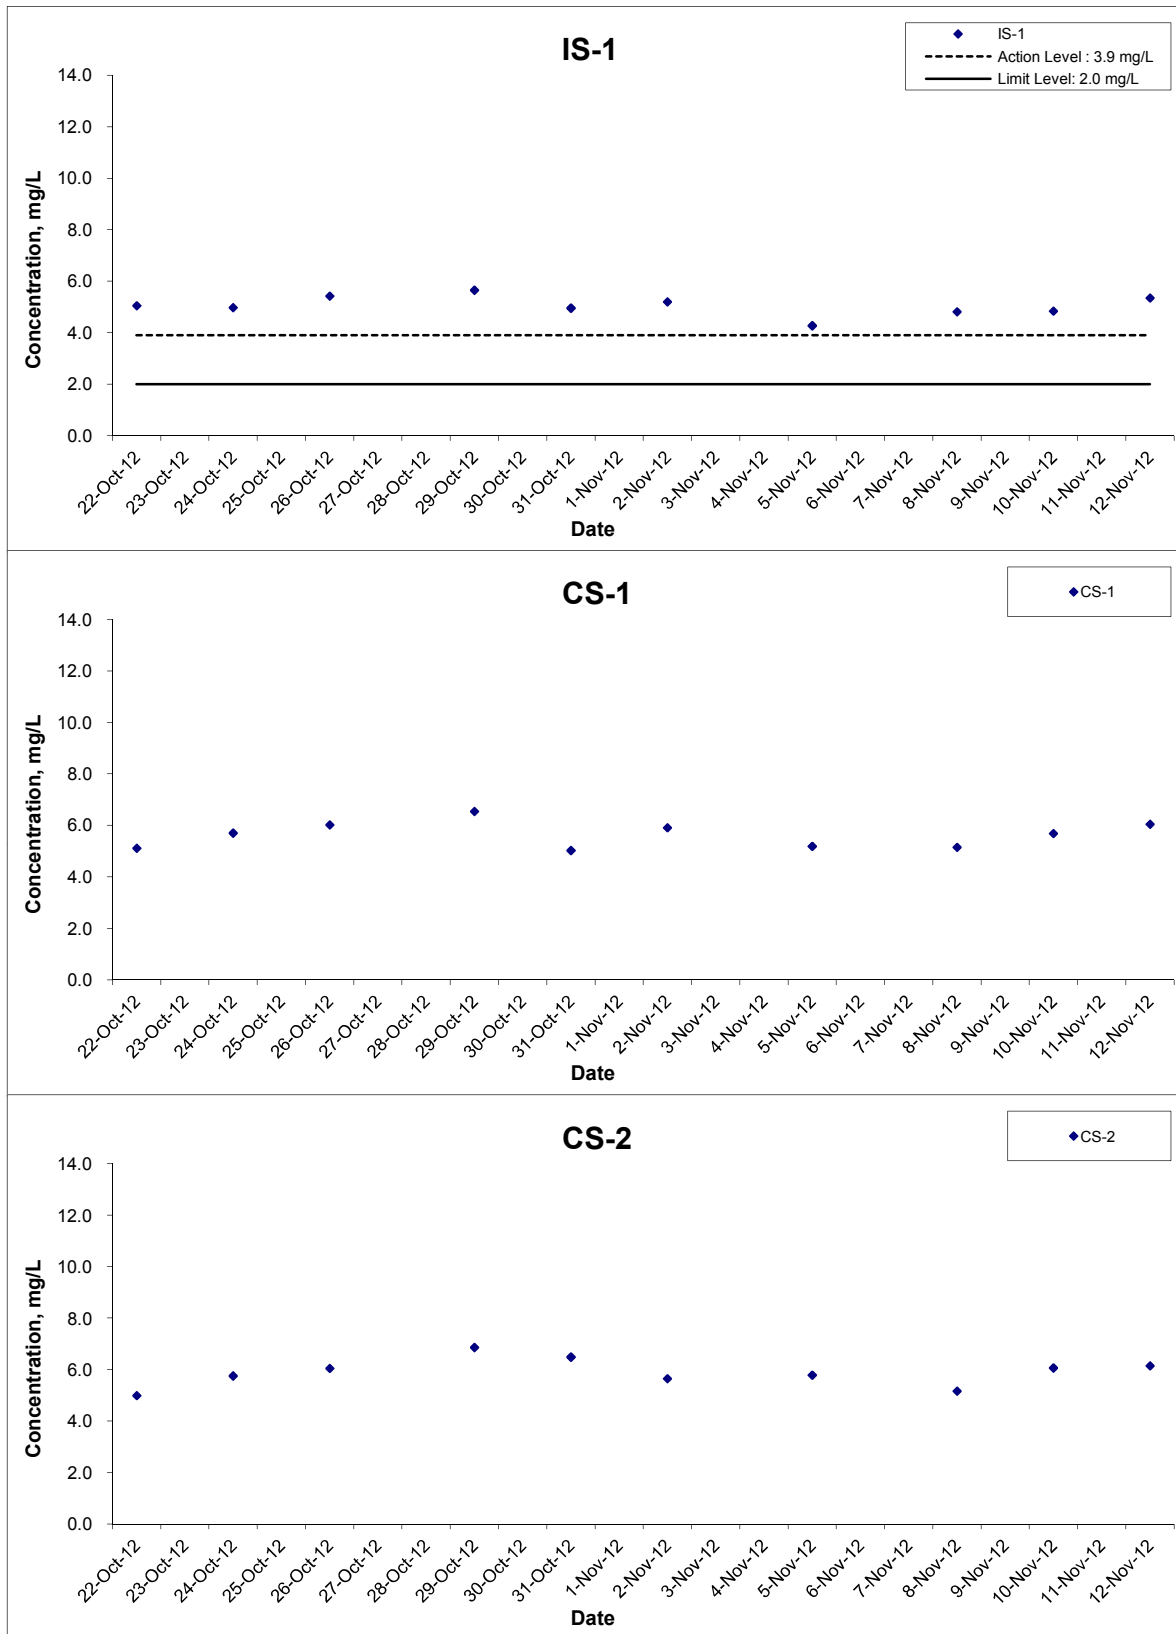 IS-1
IS-1
Action Level : 3.9 mg/L
Limit Level: 2.0 mg/L
Concentration, mg/L
14.0
12.0
10.0
8.0
6.0
4.0
2.0
0.0
22-Oct-12
23-Oct-12
24-Oct-12
25-Oct-12
26-Oct-12
27-Oct-12
28-Oct-12
29-Oct-12
30-Oct-12
31-Oct-12
1-Nov-12
2-Nov-12
3-Nov-12
4-Nov-12
5-Nov-12
6-Nov-12
7-Nov-12
8-Nov-12
9-Nov-12
10-Nov-12
11-Nov-12
12-Nov-12
Date
CS-1
CS-1
Concentration, mg/L
14.0
12.0
10.0
8.0
6.0
4.0
2.0
0.0
22-Oct-12
23-Oct-12
24-Oct-12
25-Oct-12
26-Oct-12
27-Oct-12
28-Oct-12
29-Oct-12
30-Oct-12
31-Oct-12
1-Nov-12
2-Nov-12
3-Nov-12
4-Nov-12
5-Nov-12
6-Nov-12
7-Nov-12
8-Nov-12
9-Nov-12
10-Nov-12
11-Nov-12
12-Nov-12
Date
CS-2
CS-2
Concentration, mg/L
14.0
12.0
10.0
8.0
6.0
4.0
2.0
0.0
22-Oct-12
23-Oct-12
24-Oct-12
25-Oct-12
26-Oct-12
27-Oct-12
28-Oct-12
29-Oct-12
30-Oct-12
31-Oct-12
1-Nov-12
2-Nov-12
3-Nov-12
4-Nov-12
5-Nov-12
6-Nov-12
7-Nov-12
8-Nov-12
9-Nov-12
10-Nov-12
11-Nov-12
12-Nov-12
Date